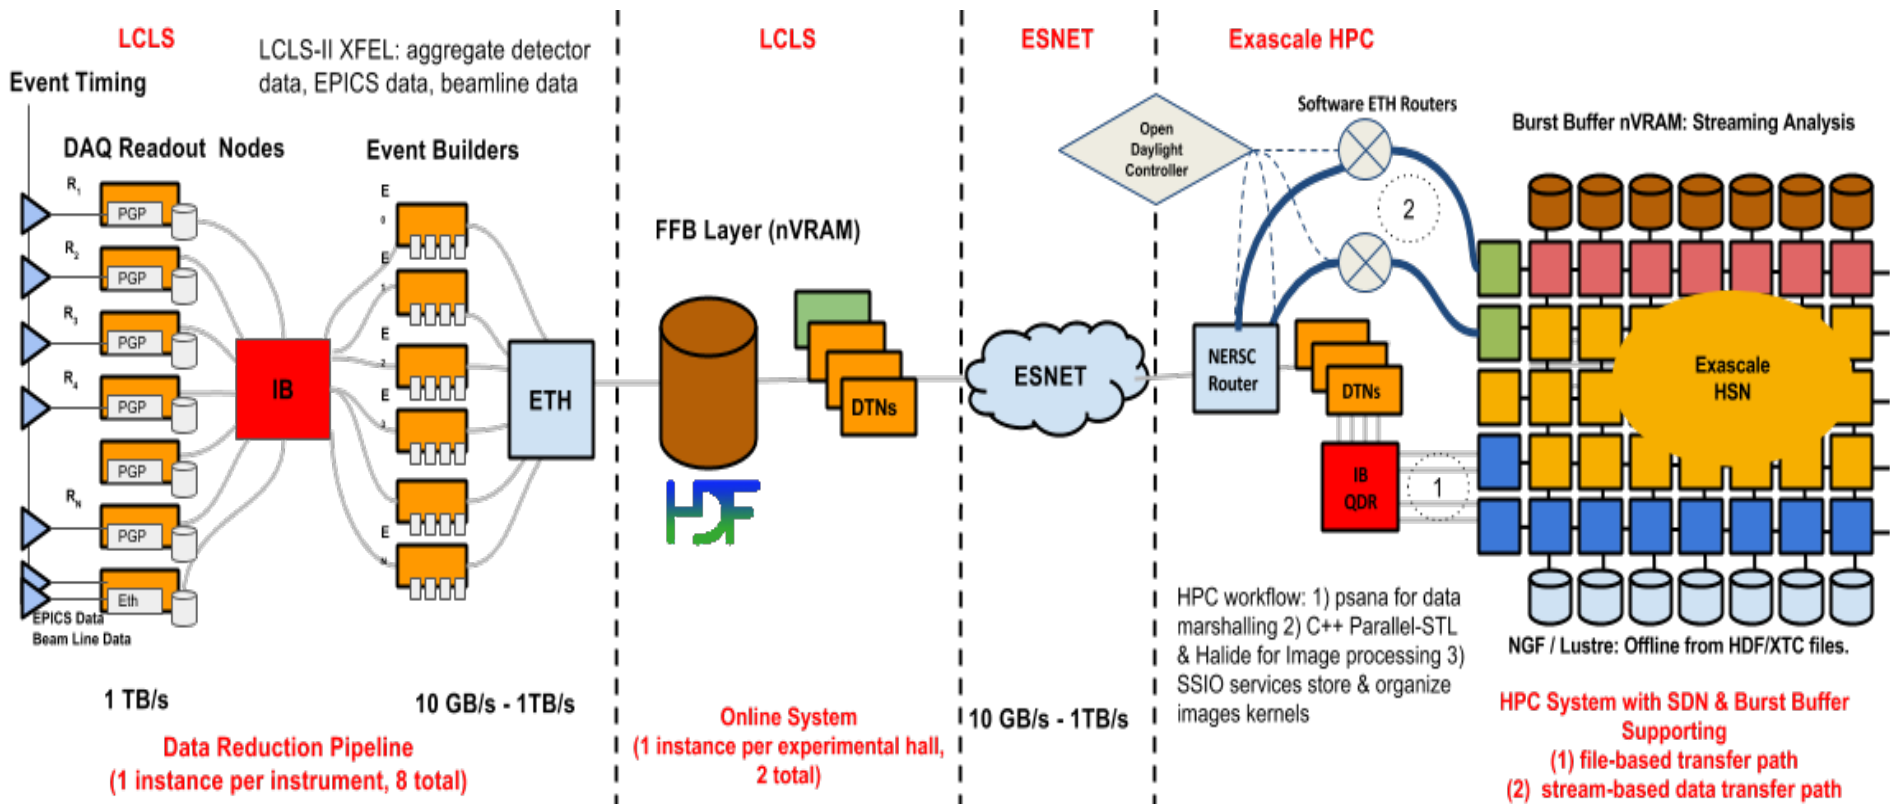 LCLS
LCLS-II XFEL: aggregate detector
data, EPICS data, beamline data
Event Timing
DAQ Readout Nodes
Event Builders
R1
PGP
R2
PGP
R3
PGP
R4
PGP
PGP
RN
PGP
Eth
EPICS Data
Beam Line Data
IB
E
0
E
1
E
2
E
3
E
N
ETH
1 TB/s
10 GB/s - 1TB/s
Data Reduction Pipeline
(1 instance per instrument, 8 total)
LCLS
FFB Layer (nVRAM)
DTNs
HDF
Online System
(1 instance per experimental hall,
2 total)
ESNET
ESNET
10 GB/s - 1TB/s
Exascale HPC
Open
Daylight
Controller
Software ETH Routers
2
NERSC
Router
DTNs
IB
QDR
1
Burst Buffer nVRAM: Streaming Analysis
Exascale
HSN
NGF / Lustre: Offline from HDF/XTC files.
HPC workflow: 1) psana for data
marshalling 2) C++ Parallel-STL
& Halide for Image processing 3)
SSIO services store & organize
images kernels
HPC System with SDN & Burst Buffer
Supporting
(1) file-based transfer path
(2) stream-based data transfer path